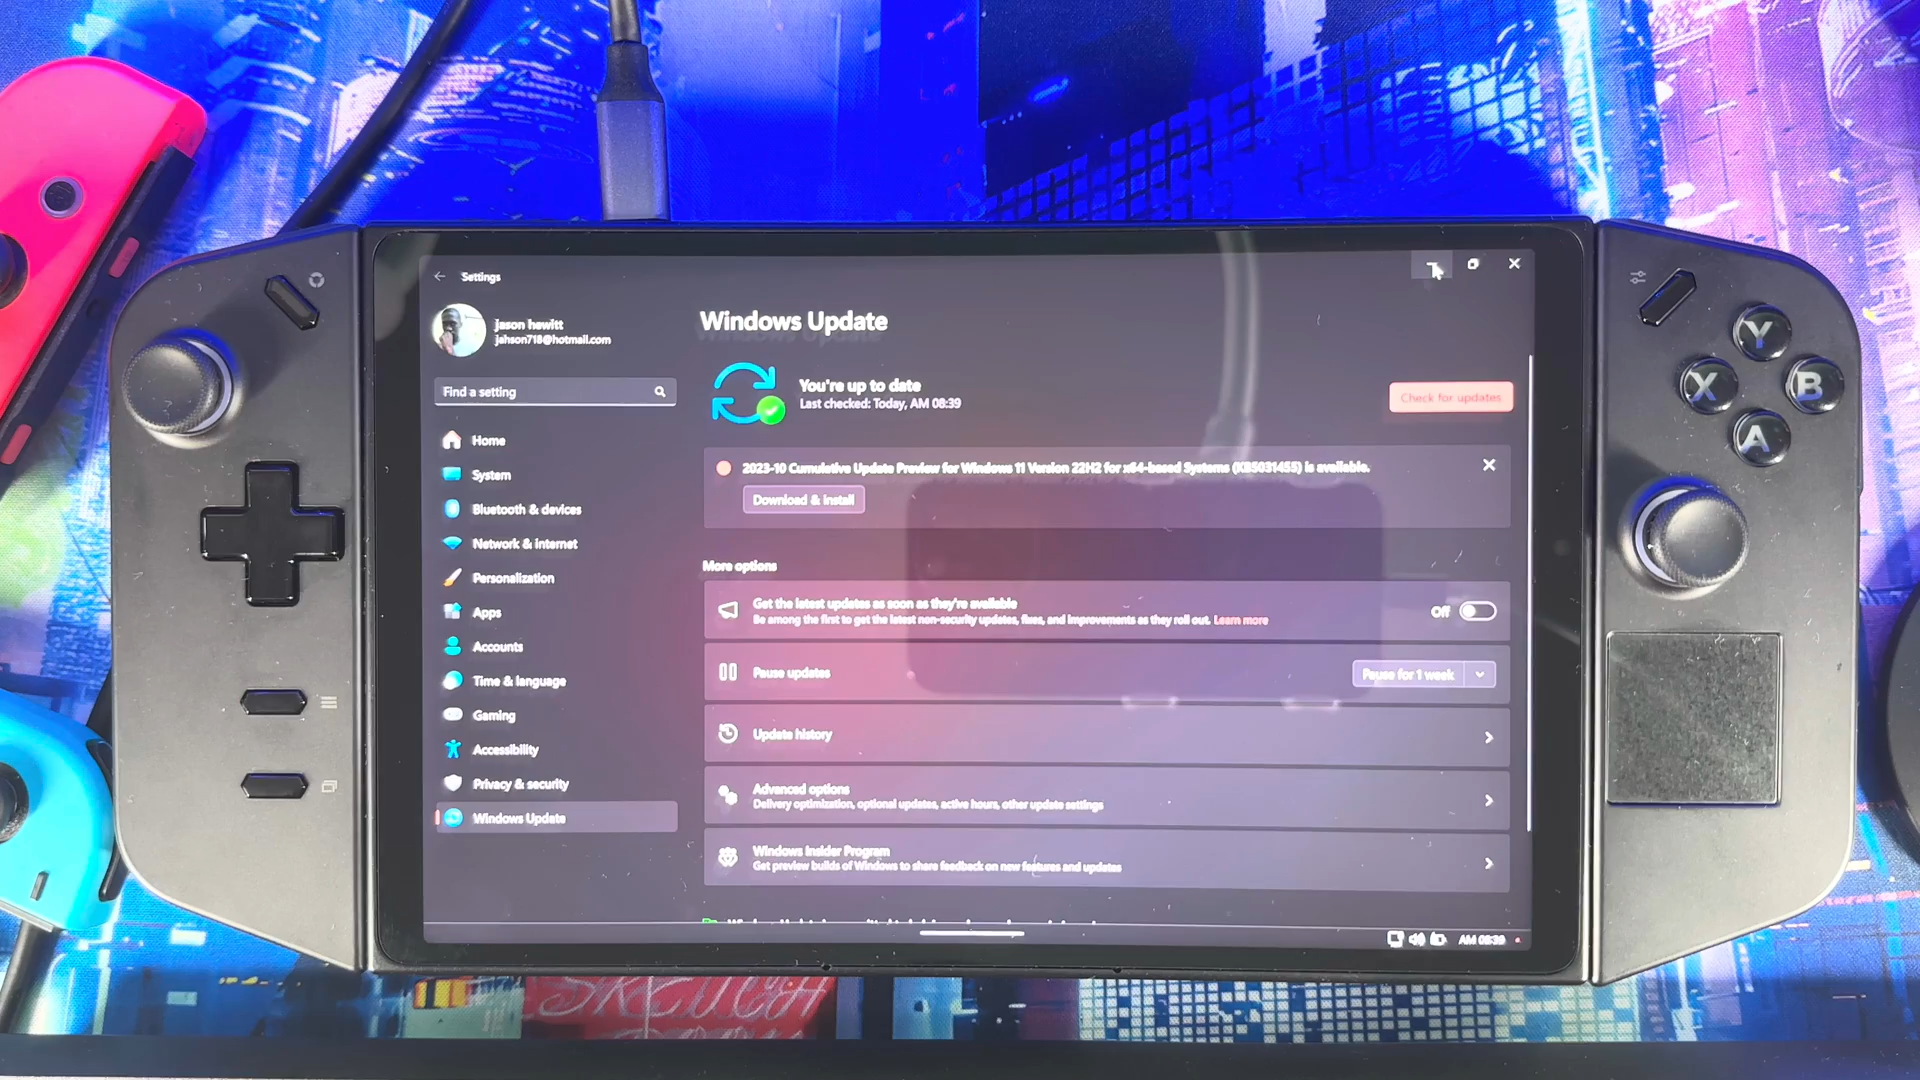 Settings
jason hewitt
jahson718@hotmail.com
Find a setting
Home
System
Bluetooth & devices
Network & internet
Personalization
Apps
Accounts
Time & language
Gaming
Accessibility
Privacy & security
Windows Update
Windows Update
You're up to date
Last checked: Today, AM 08:39
Check for updates
2023-10 Cumulative Update Preview for Windows 11 Version 22H2 for x64-based Systems (KB5031455) is available.
Download & install
More options
Get the latest updates as soon as they're available
Be among the first to get the latest non-security updates, fixes, and improvements as they roll out. Learn more
Off
Pause updates
Pause for 1 week
Update history
Advanced options
Delivery optimization, optional updates, active hours, other update settings
Windows Insider Program
Get preview builds of Windows to share feedback on new features and updates
AM 08:39
Y
X
B
A